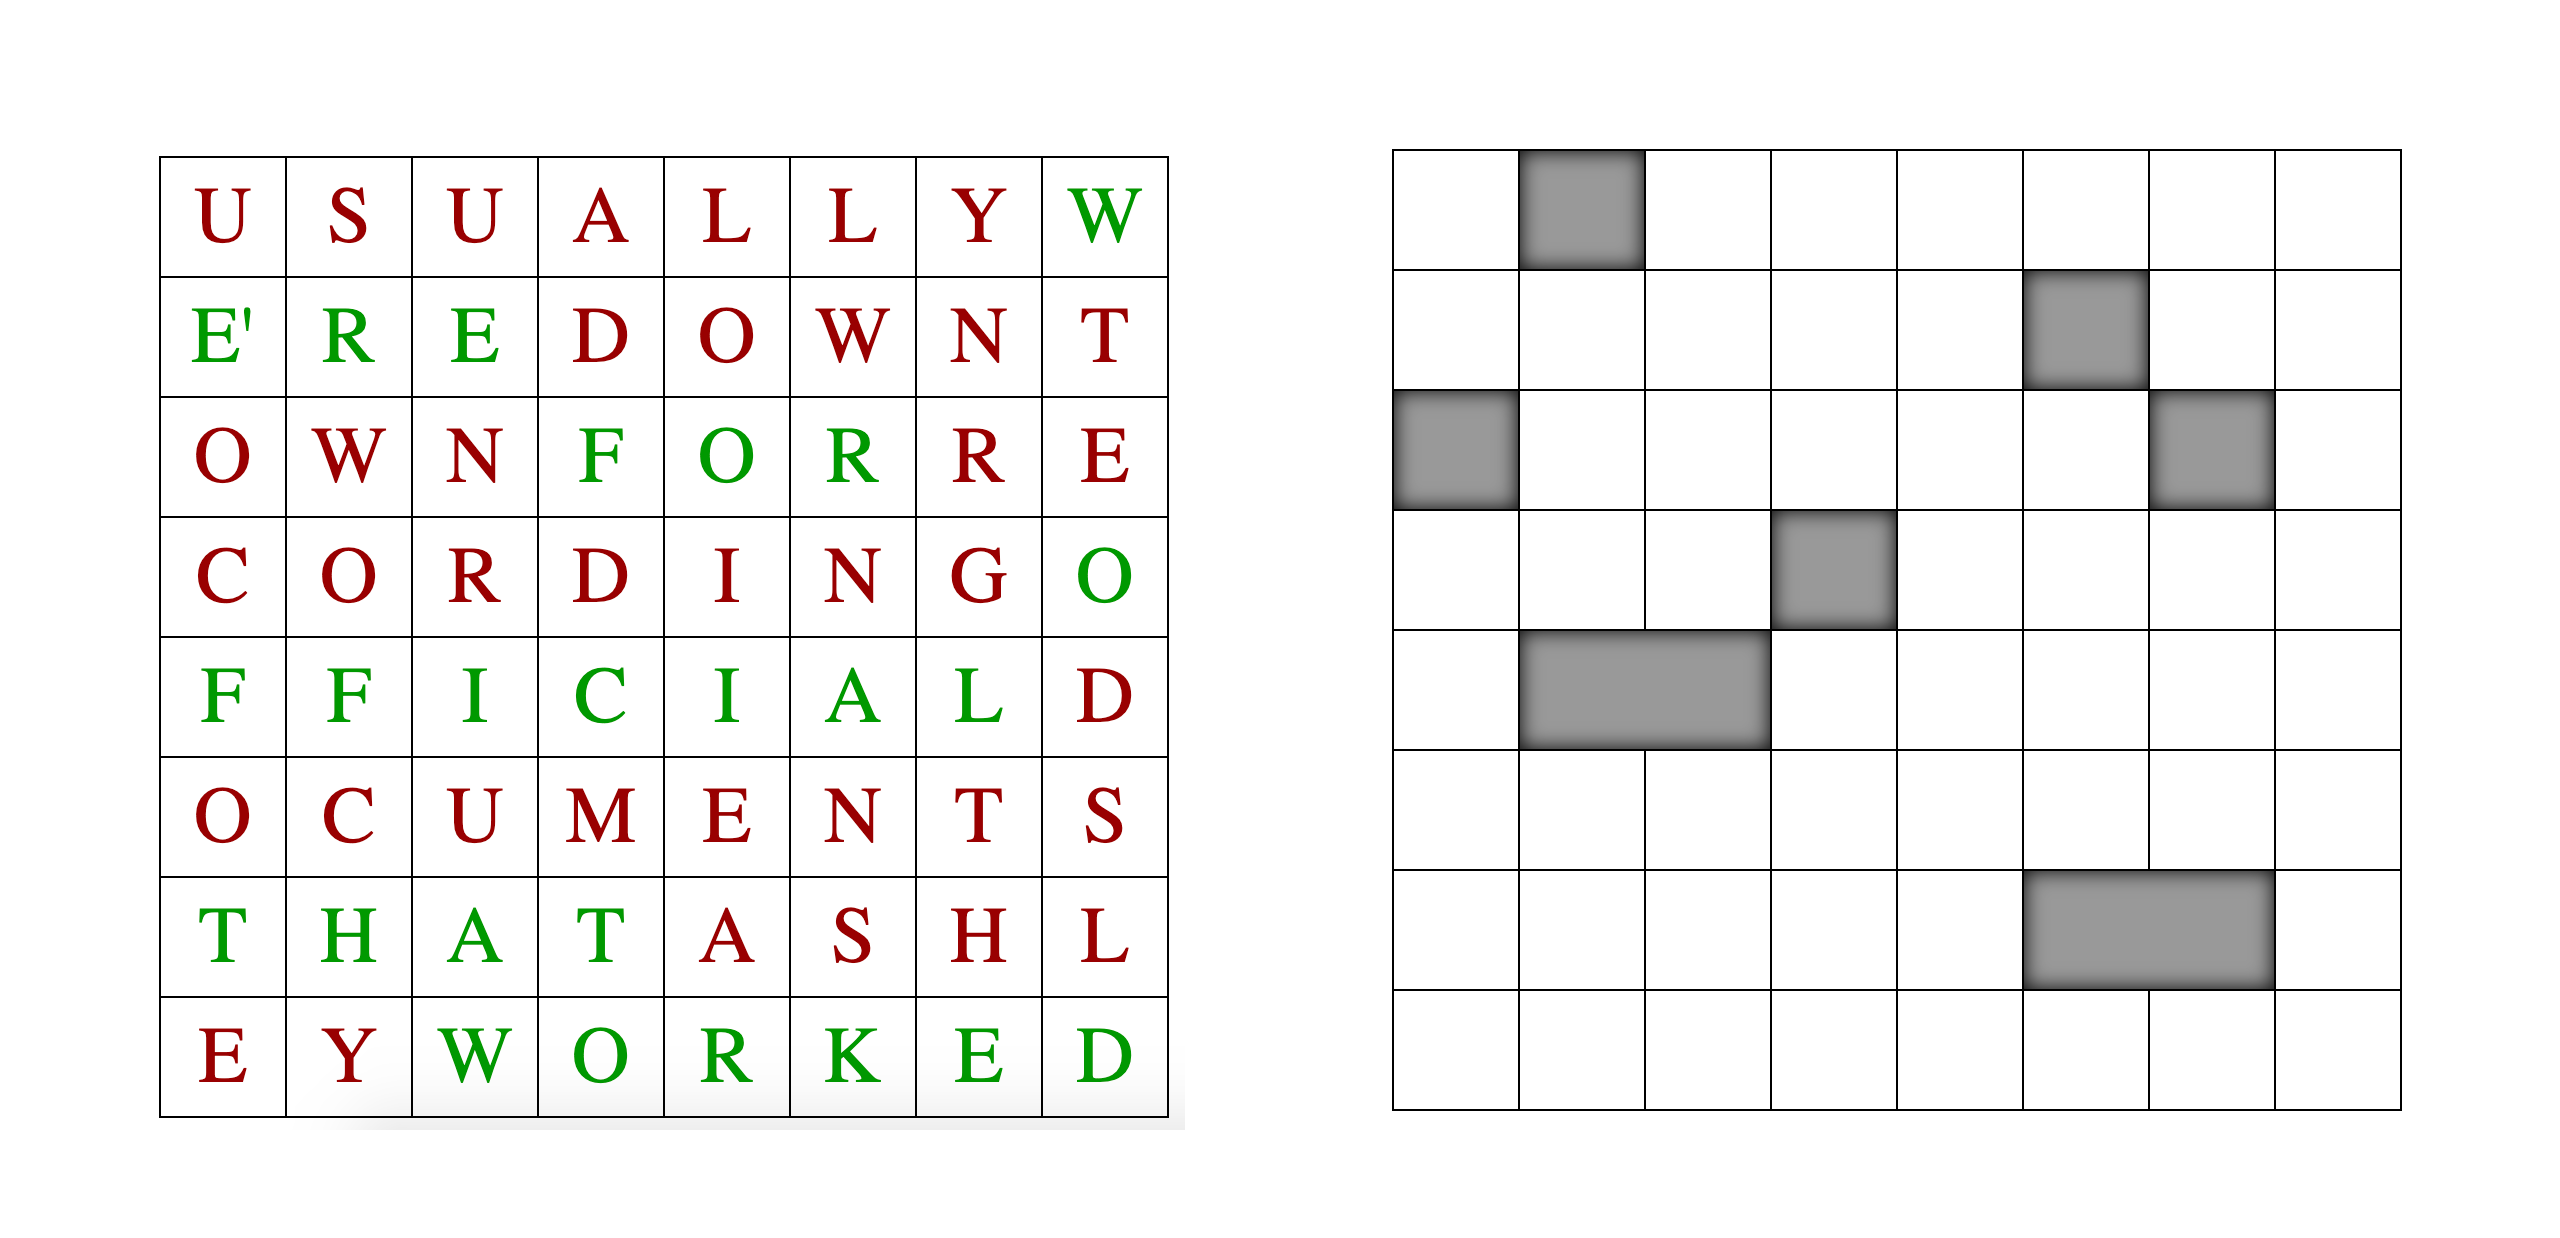 U S U A L L Y W
E' R E D O W N T
O W N F O R R E
C O R D I N G O
F F I C I A L D
O C U M E N T S
T H A T A S H L
E Y W O R K E D